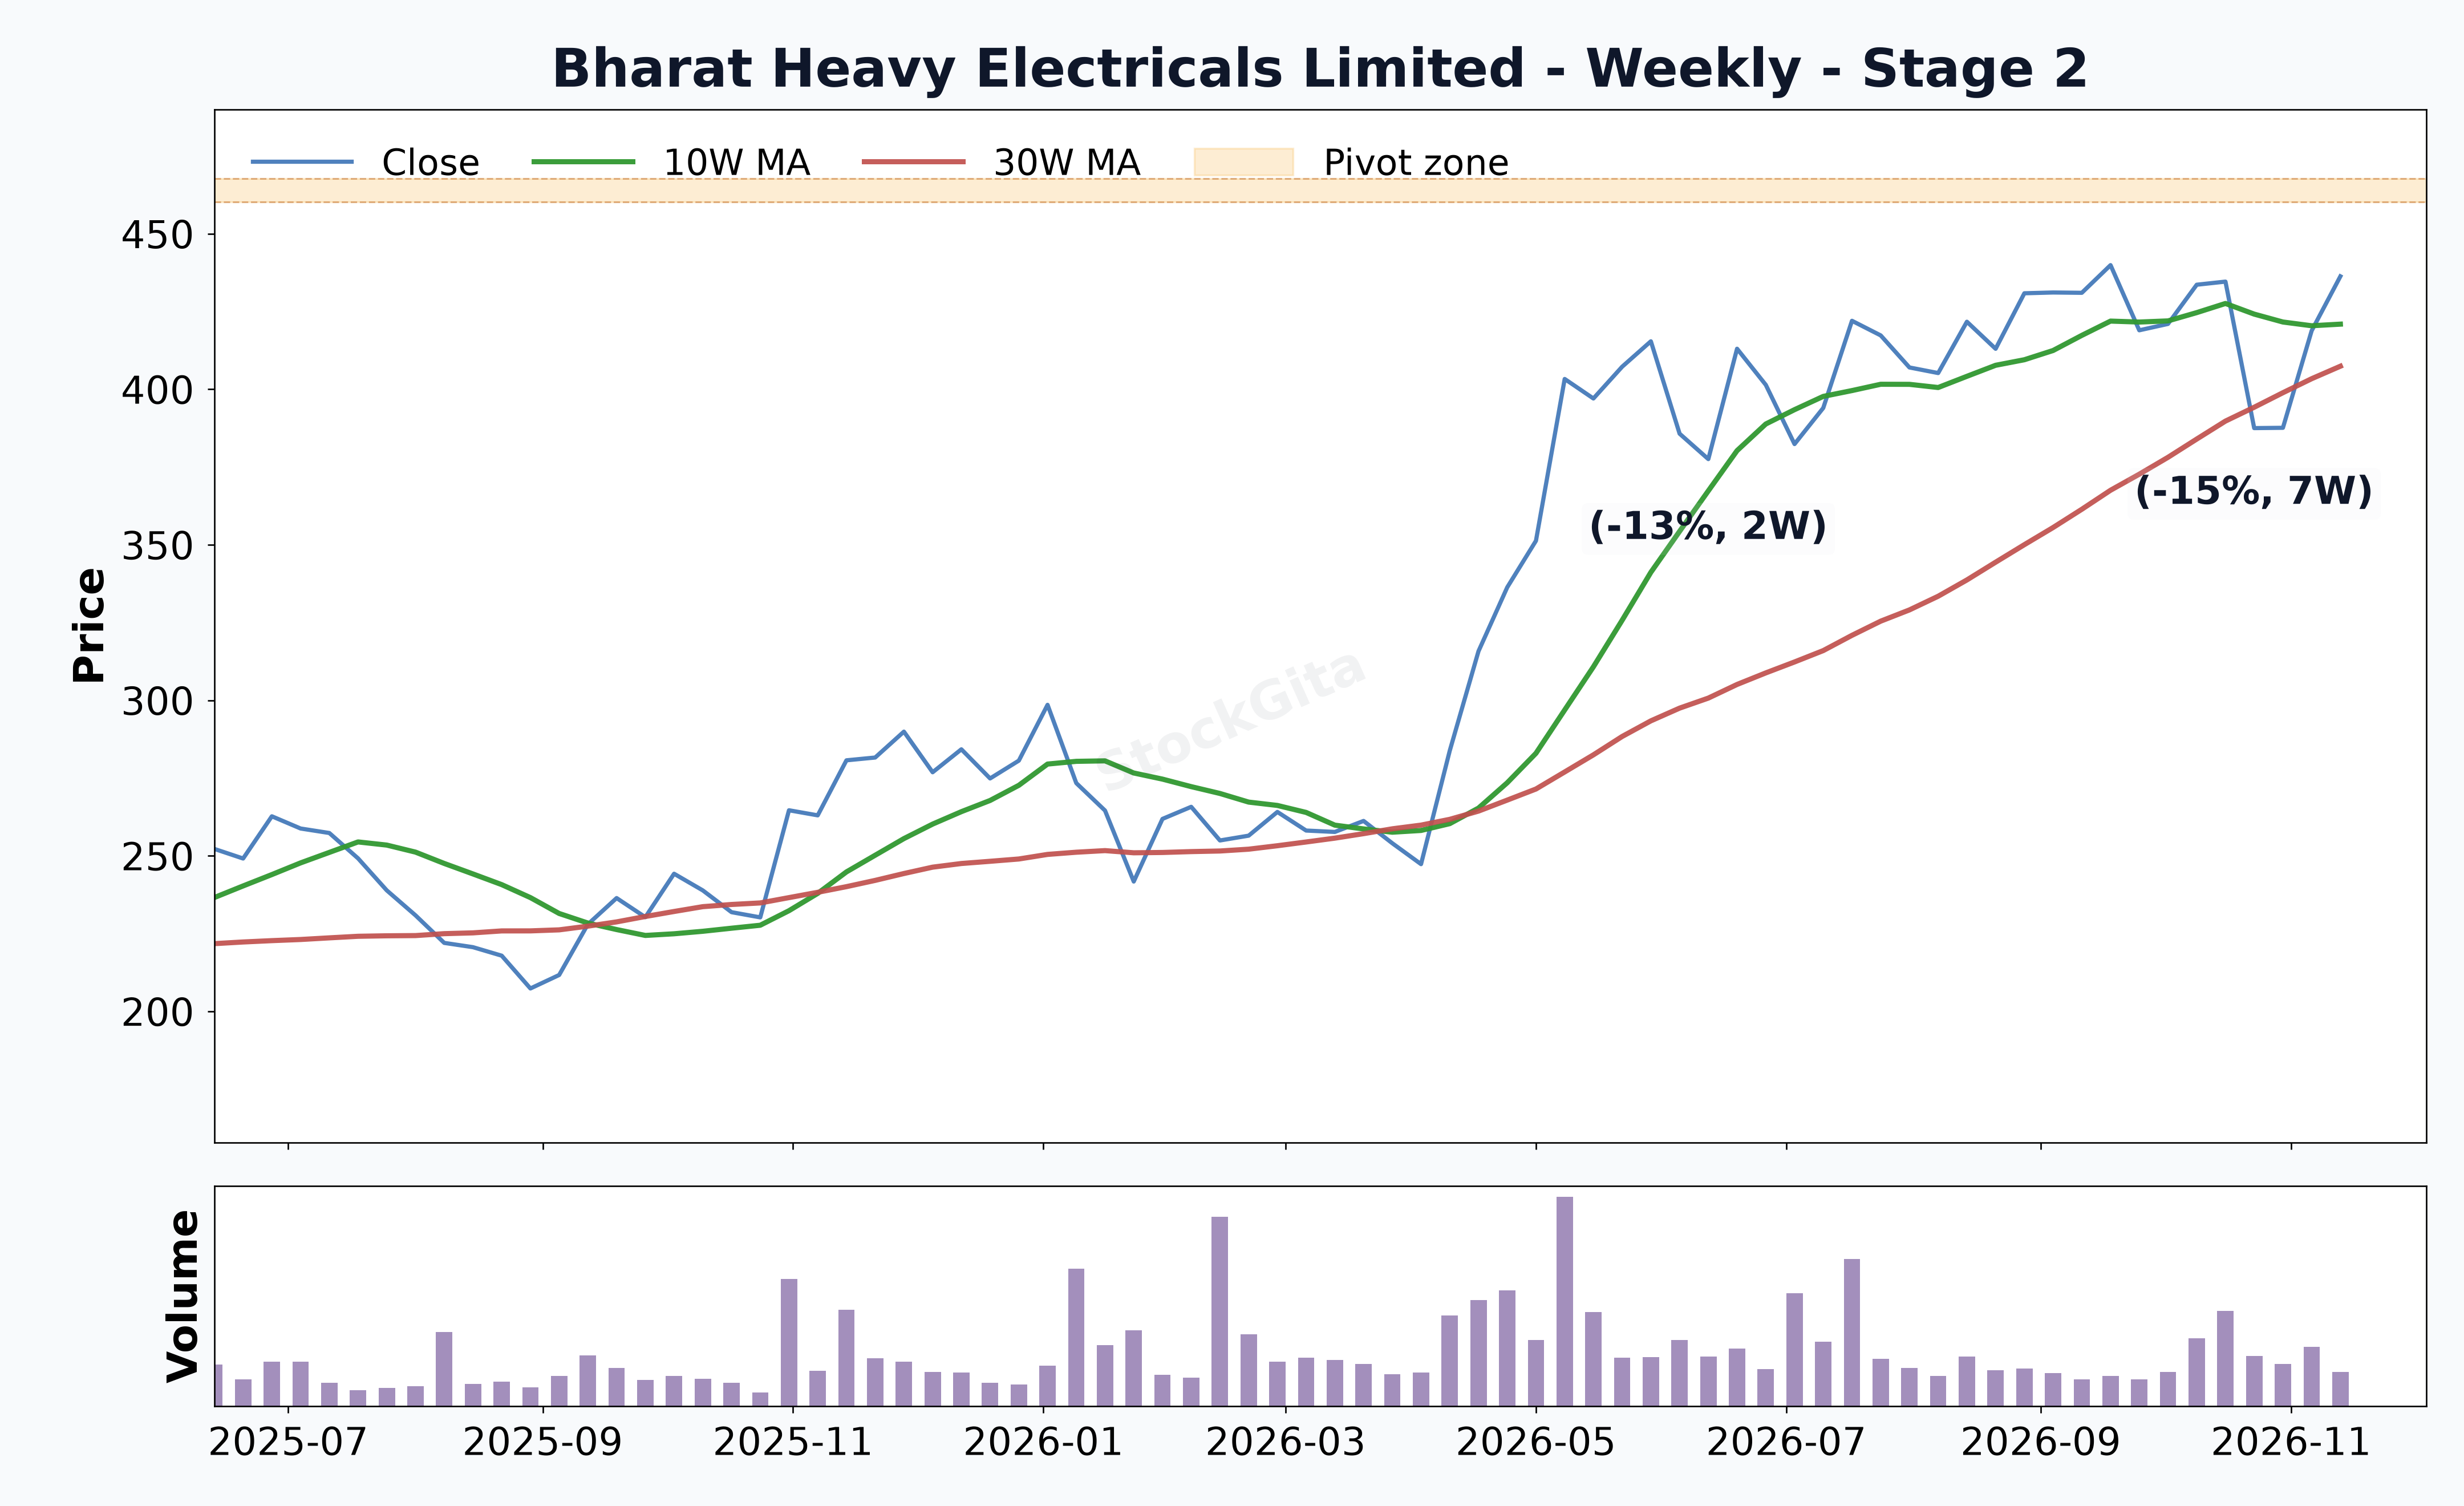 Bharat Heavy Electricals Limited - Weekly - Stage 2
Close 10W MA 30W MA Pivot zone
450
400
350
300
250
200
Price
(-13%, 2W)
(-15%, 7W)
StockGita
Volume
2025-07 2025-09 2025-11 2026-01 2026-03 2026-05 2026-07 2026-09 2026-11